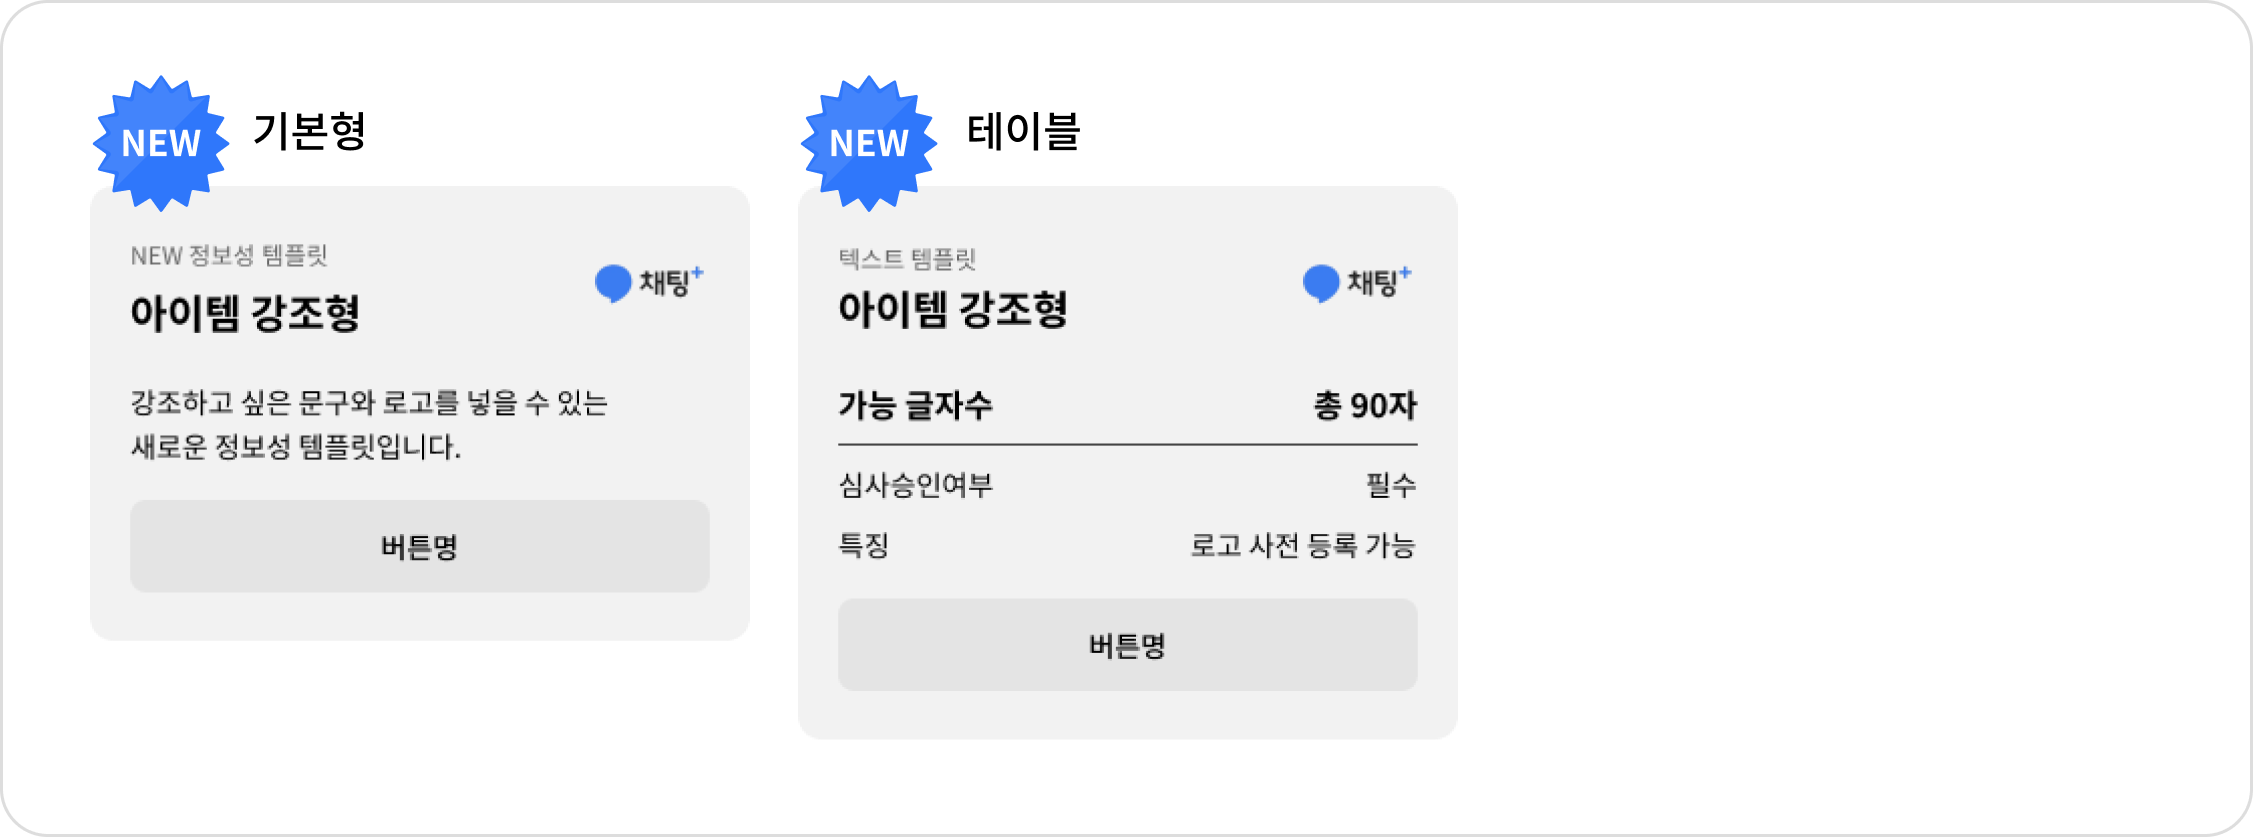 NEW
기본형
NEW 정보성 템플릿
아이템 강조형
채팅+
강조하고 싶은 문구와 로고를 넣을 수 있는
새로운 정보성 템플릿입니다.
버튼명
NEW
테이블
텍스트 템플릿
아이템 강조형
채팅+
가능 글자수 총 90자
심사승인여부 필수
특징 로고 사전 등록 가능
버튼명